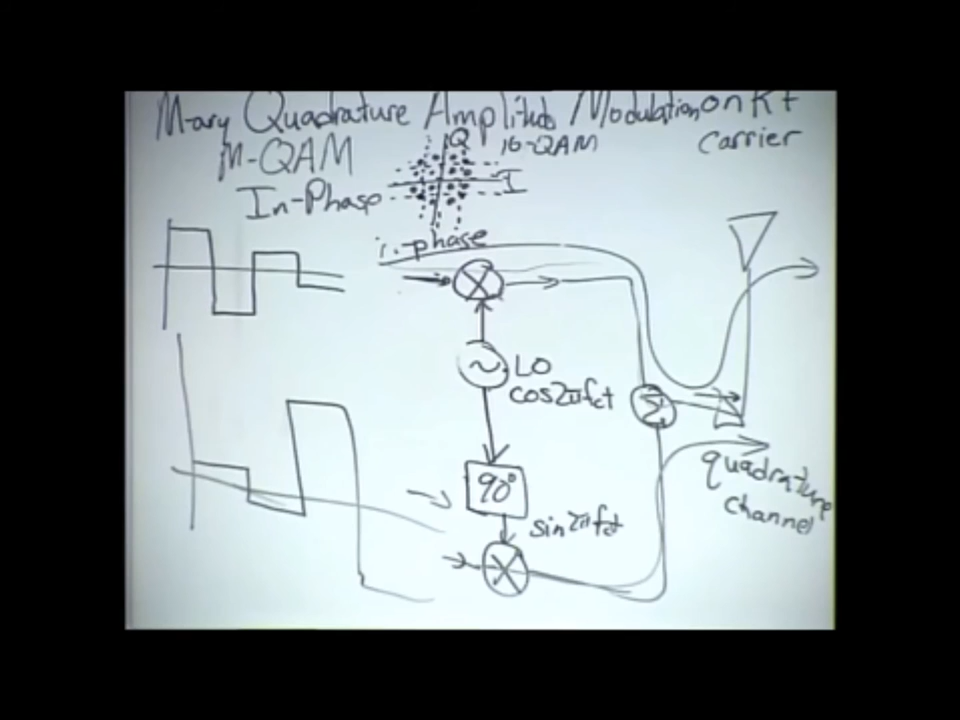 M-ary Quadrature Amplitude Modulation on RF
carrier
M-QAM
Q
16-QAM
In-Phase
I
in-phase
X
~ LO
cos2πfct
Σ
90°
quadrature
channel
sin2πfct
X